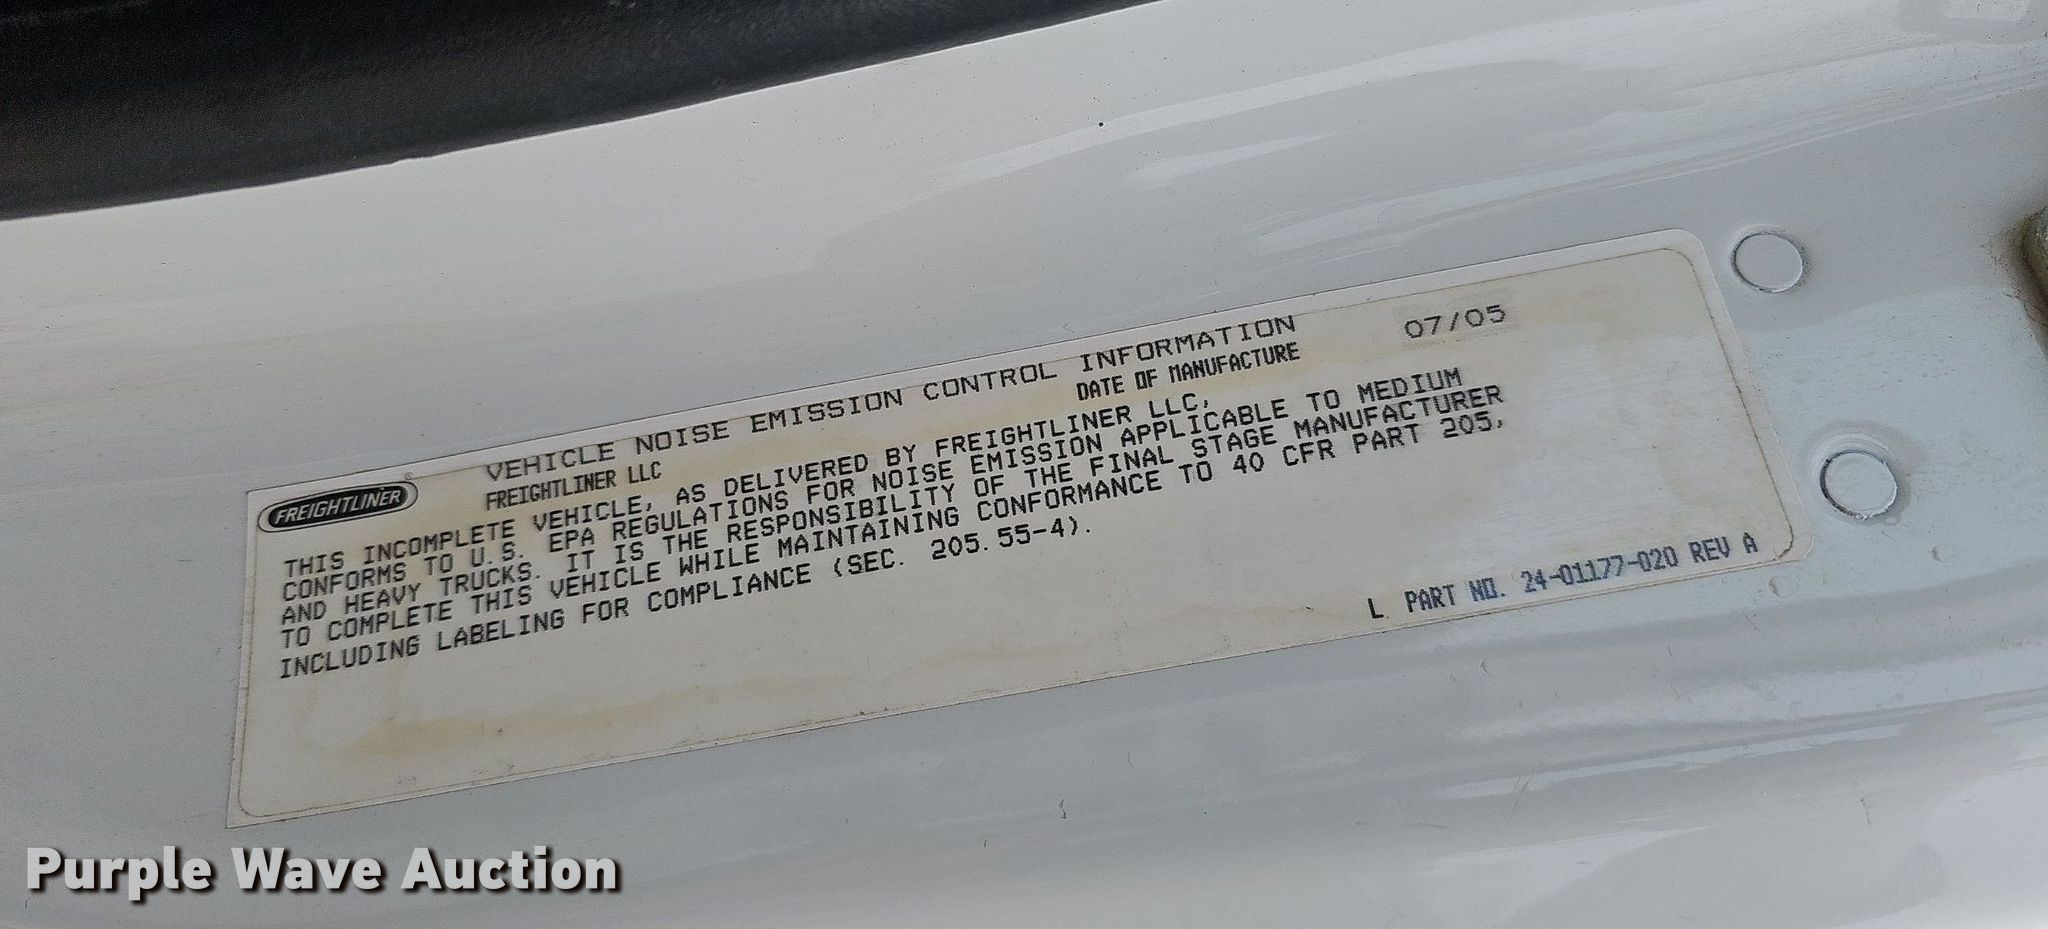 FREIGHTLINER®
VEHICLE NOISE EMISSION CONTROL INFORMATION
FREIGHTLINER LLC
DATE OF MANUFACTURE 07/05
THIS INCOMPLETE VEHICLE, AS DELIVERED BY FREIGHTLINER LLC,
CONFORMS TO U.S. EPA REGULATIONS FOR NOISE EMISSION APPLICABLE TO MEDIUM
AND HEAVY TRUCKS. IT IS THE RESPONSIBILITY OF THE FINAL STAGE MANUFACTURER
TO COMPLETE THIS VEHICLE WHILE MAINTAINING CONFORMANCE TO 40 CFR PART 205,
INCLUDING LABELING FOR COMPLIANCE (SEC. 205.55-4).
L PART NO. 24-01177-020 REV A
Purple Wave Auction